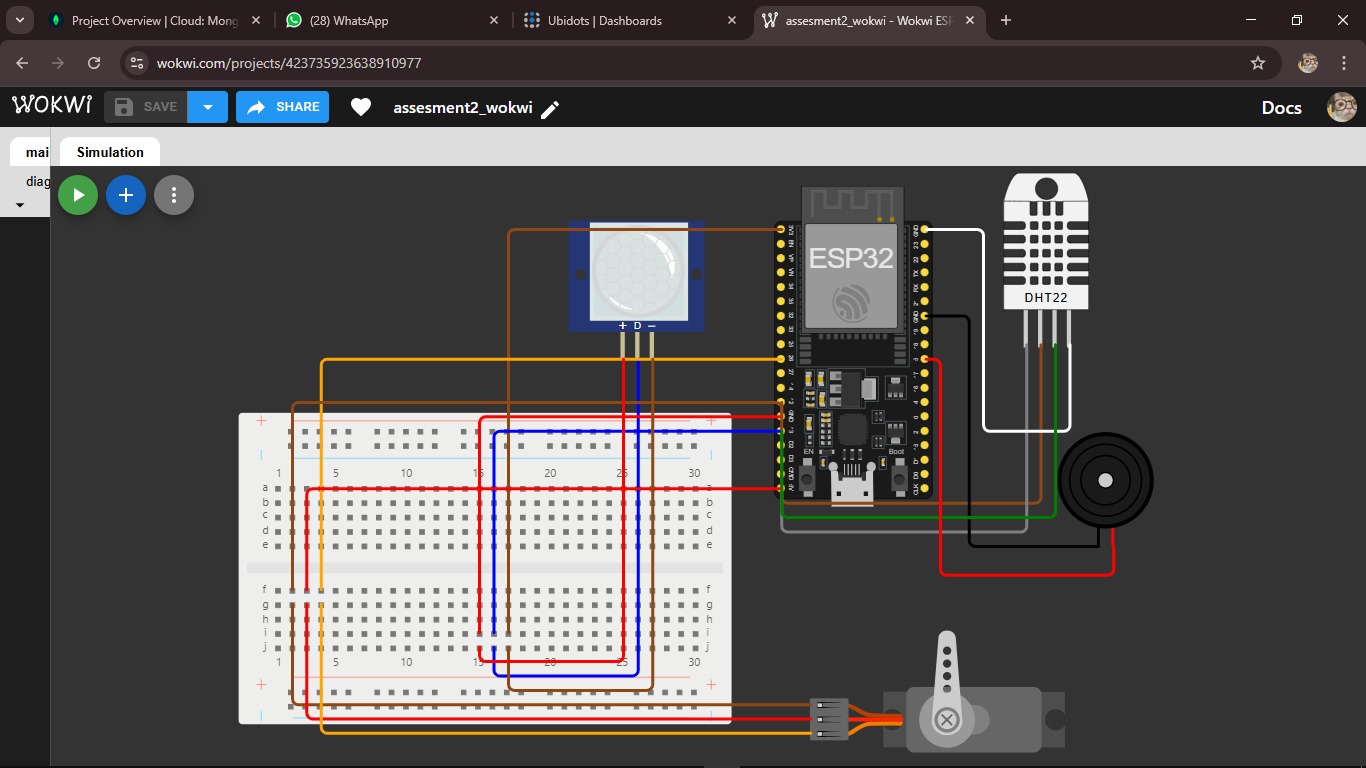 Project Overview | Cloud: Mong
(28) WhatsApp
Ubidots | Dashboards
assesment2_wokwi - Wokwi ESP
wokwi.com/projects/423735923638910977
WOKWI
SAVE
SHARE
assesment2_wokwi
Docs
mai
Simulation
diag
ESP32
DHT22
+ D −
EN
Boot
1 5 10 15 20 25 30
a a
b b
c c
d d
e e
f f
g g
h h
i i
j j
1 5 10 15 20 25 30